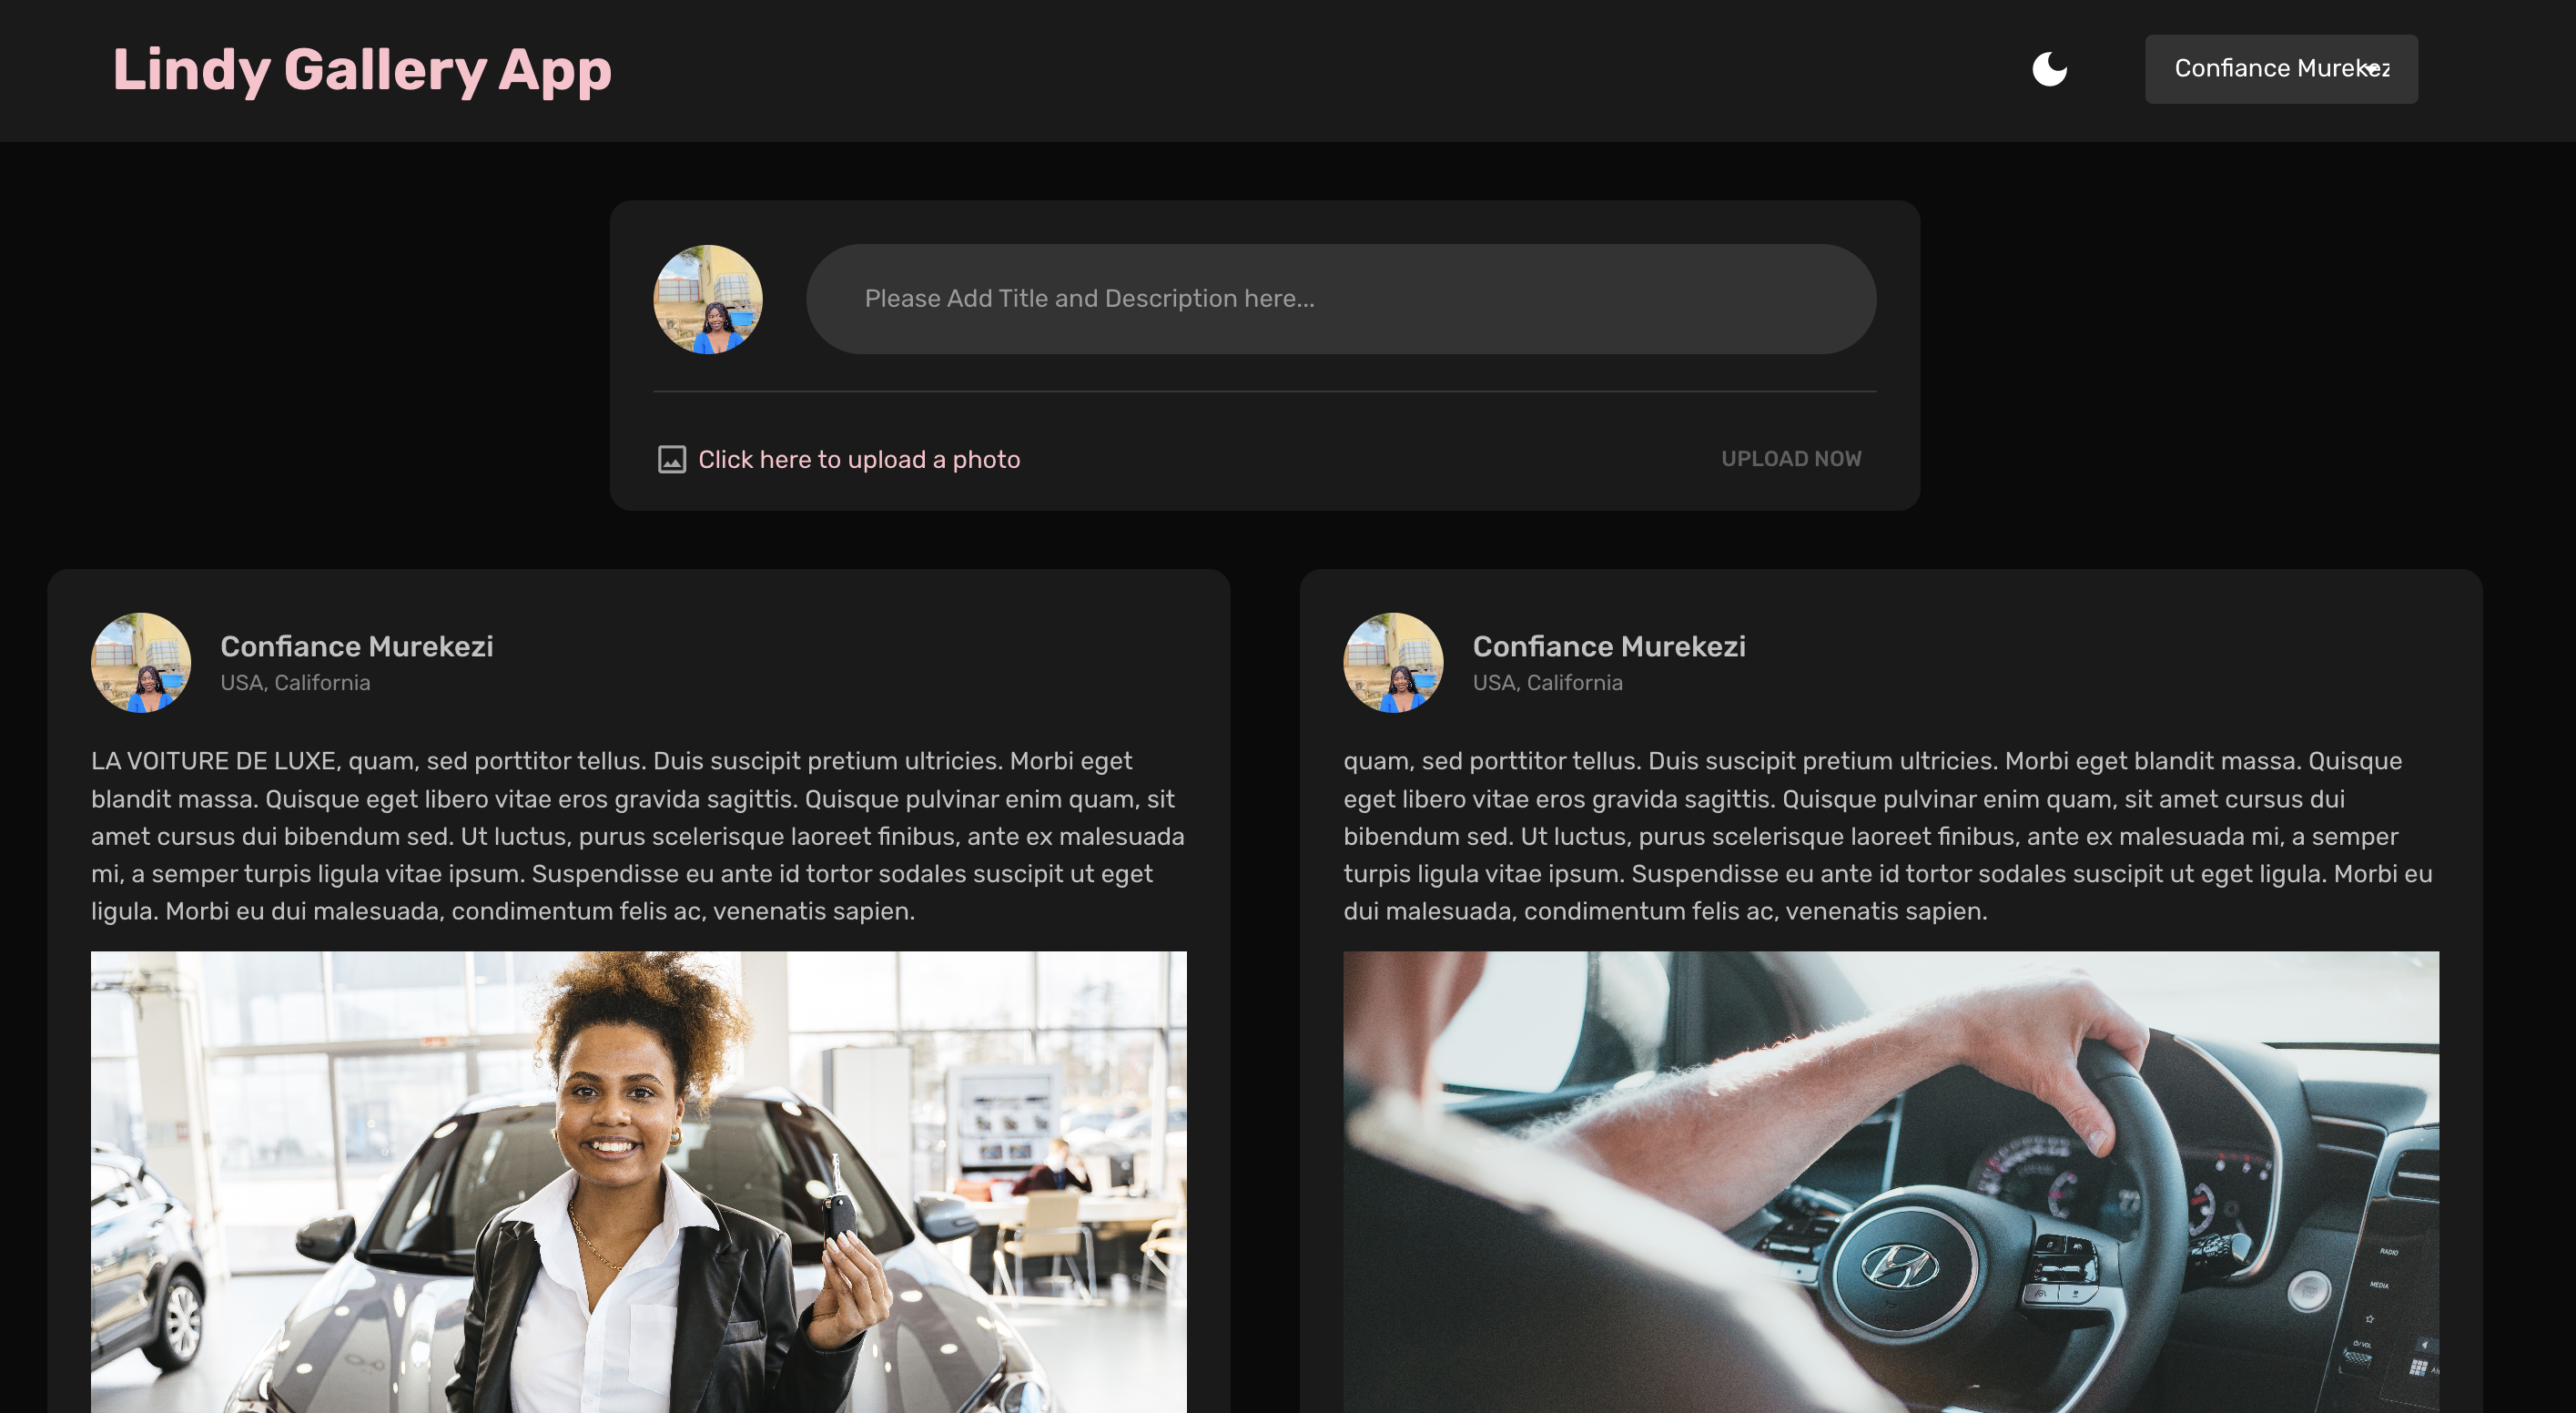 Lindy Gallery App
Confiance Murekez
Please Add Title and Description here...
Click here to upload a photo
UPLOAD NOW
Confiance Murekezi
USA, California
LA VOITURE DE LUXE, quam, sed porttitor tellus. Duis suscipit pretium ultricies. Morbi eget
blandit massa. Quisque eget libero vitae eros gravida sagittis. Quisque pulvinar enim quam, sit
amet cursus dui bibendum sed. Ut luctus, purus scelerisque laoreet finibus, ante ex malesuada
mi, a semper turpis ligula vitae ipsum. Suspendisse eu ante id tortor sodales suscipit ut eget
ligula. Morbi eu dui malesuada, condimentum felis ac, venenatis sapien.
Confiance Murekezi
USA, California
quam, sed porttitor tellus. Duis suscipit pretium ultricies. Morbi eget blandit massa. Quisque
eget libero vitae eros gravida sagittis. Quisque pulvinar enim quam, sit amet cursus dui
bibendum sed. Ut luctus, purus scelerisque laoreet finibus, ante ex malesuada mi, a semper
turpis ligula vitae ipsum. Suspendisse eu ante id tortor sodales suscipit ut eget ligula. Morbi eu
dui malesuada, condimentum felis ac, venenatis sapien.
RADIO
MEDIA